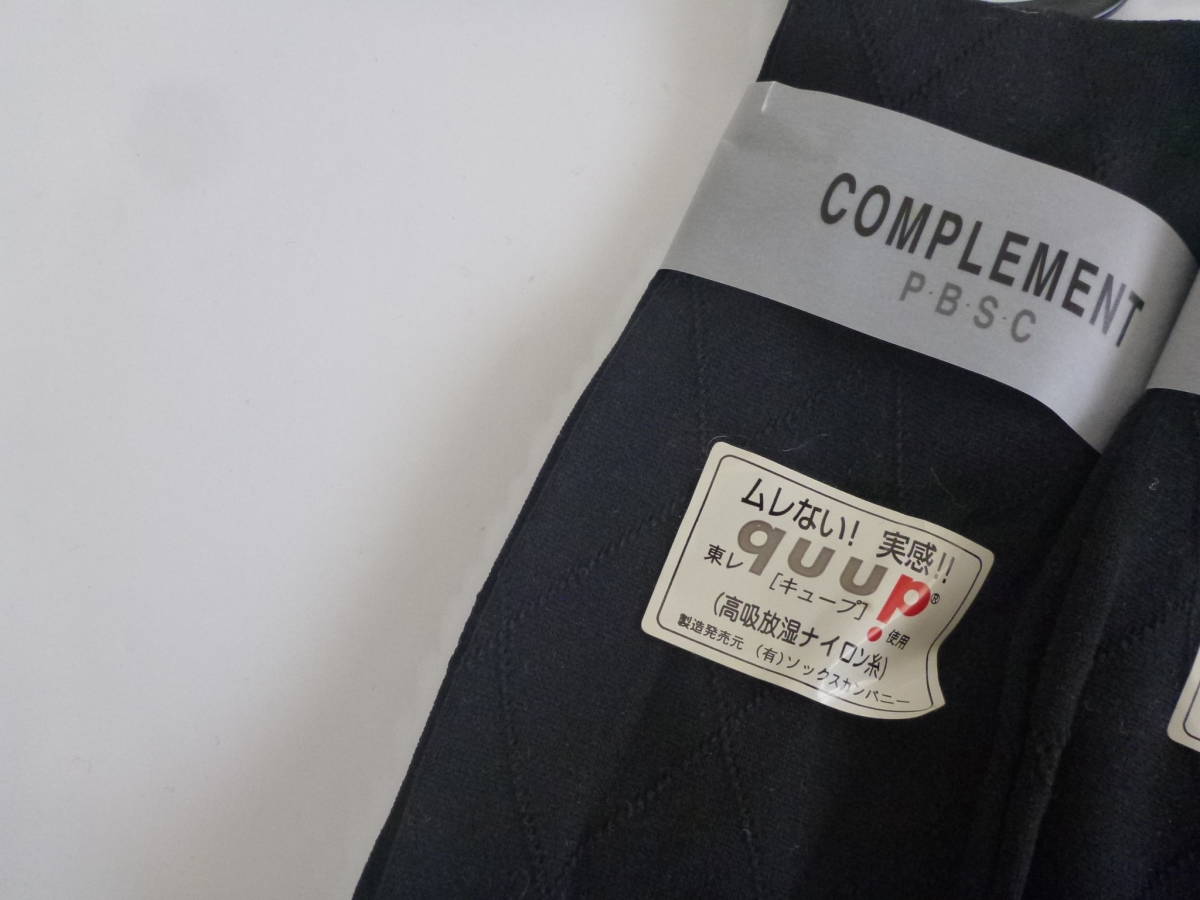 COMPLEMENT
P·B·S·C
ムレない! 実感!!
東レ quup®
[キュープ] 使用
(高吸放湿ナイロン糸)
製造発売元 (有)ソックスカンパニー